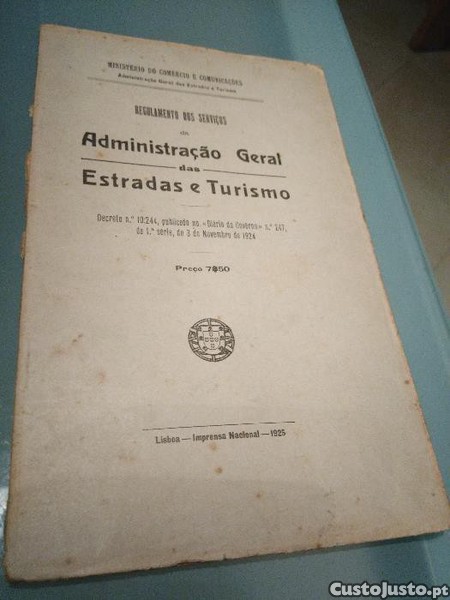 MINISTÉRIO DO COMÉRCIO E COMUNICAÇÕES
Administração Geral das Estradas e Turismo
REGULAMENTO DOS SERVIÇOS
da
Administração Geral
das
Estradas e Turismo
Decreto n.º 10:244, publicado no «Diário do Govêrno» n.º 247,
de 1.ª série, de 3 de Novembro de 1924
Preço 7$50
Lisboa — Imprensa Nacional — 1925
CustoJusto.pt